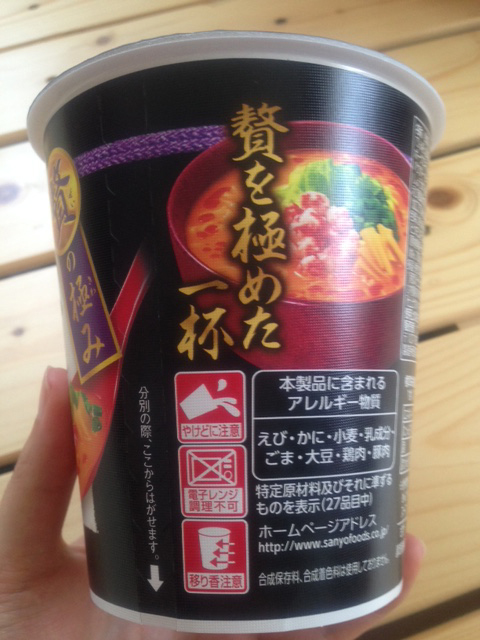 贅の極み
贅を極めた
一杯
やけどに注意
電子レンジ
調理不可
移り香注意
本製品に含まれる
アレルギー物質
えび・かに・小麦・乳成分・
ごま・大豆・鶏肉・豚肉
特定原材料及びそれに準ずる
ものを表示(27品目中)
ホームページアドレス
http://www.sanyofoods.co.jp/
合成保存料、合成着色料は使用しておりません。
分別の際、ここからはがせます。